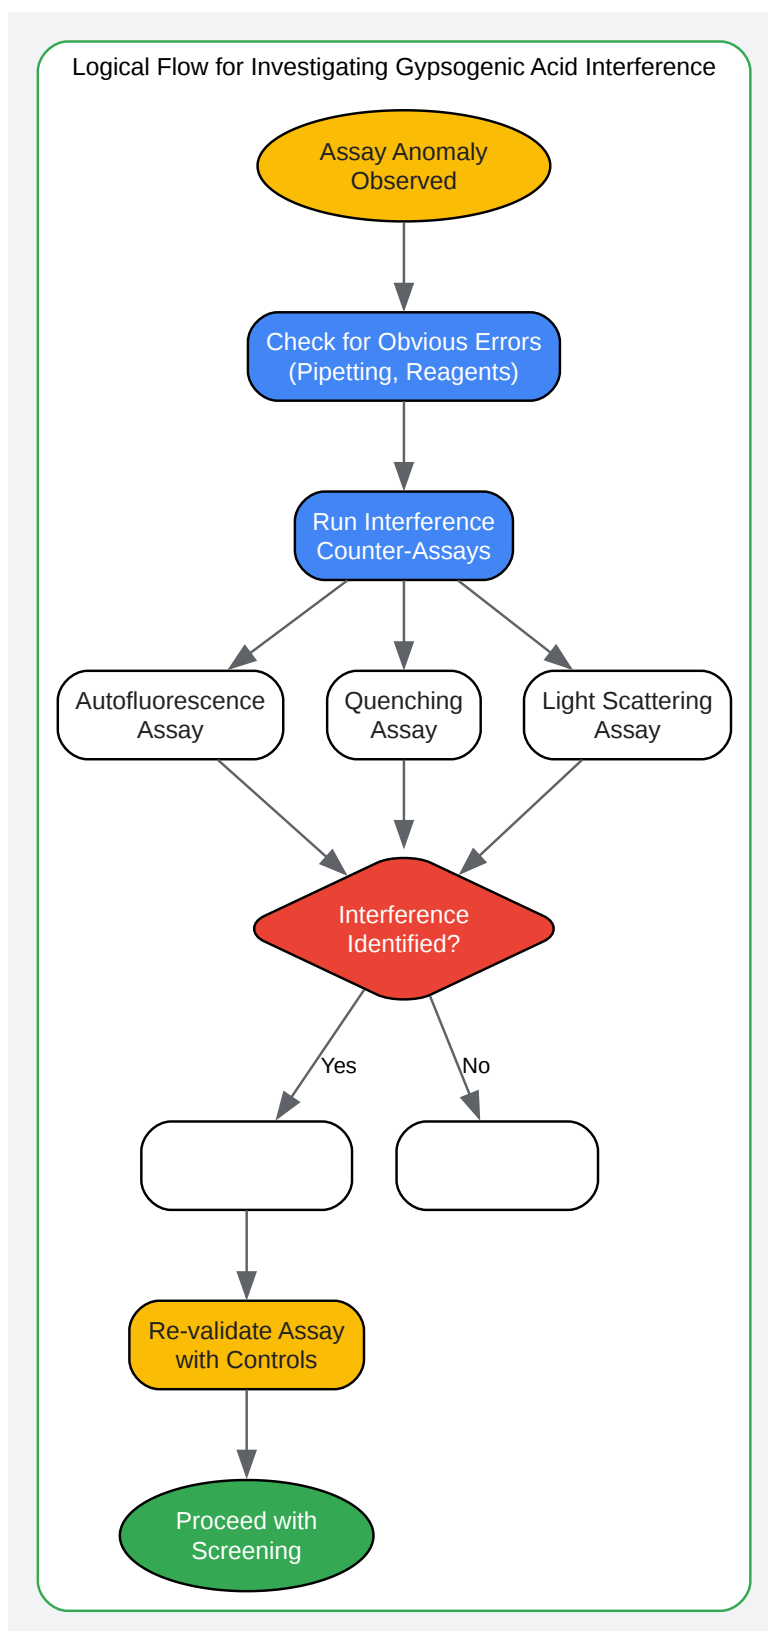 Logical Flow for Investigating Gypsogenic Acid Interference
Assay Anomaly
Observed
Check for Obvious Errors
(Pipetting, Reagents)
Run Interference
Counter-Assays
Autofluorescence
Assay
Quenching
Assay
Light Scattering
Assay
Interference
Identified?
Yes
No
Re-validate Assay
with Controls
Proceed with
Screening